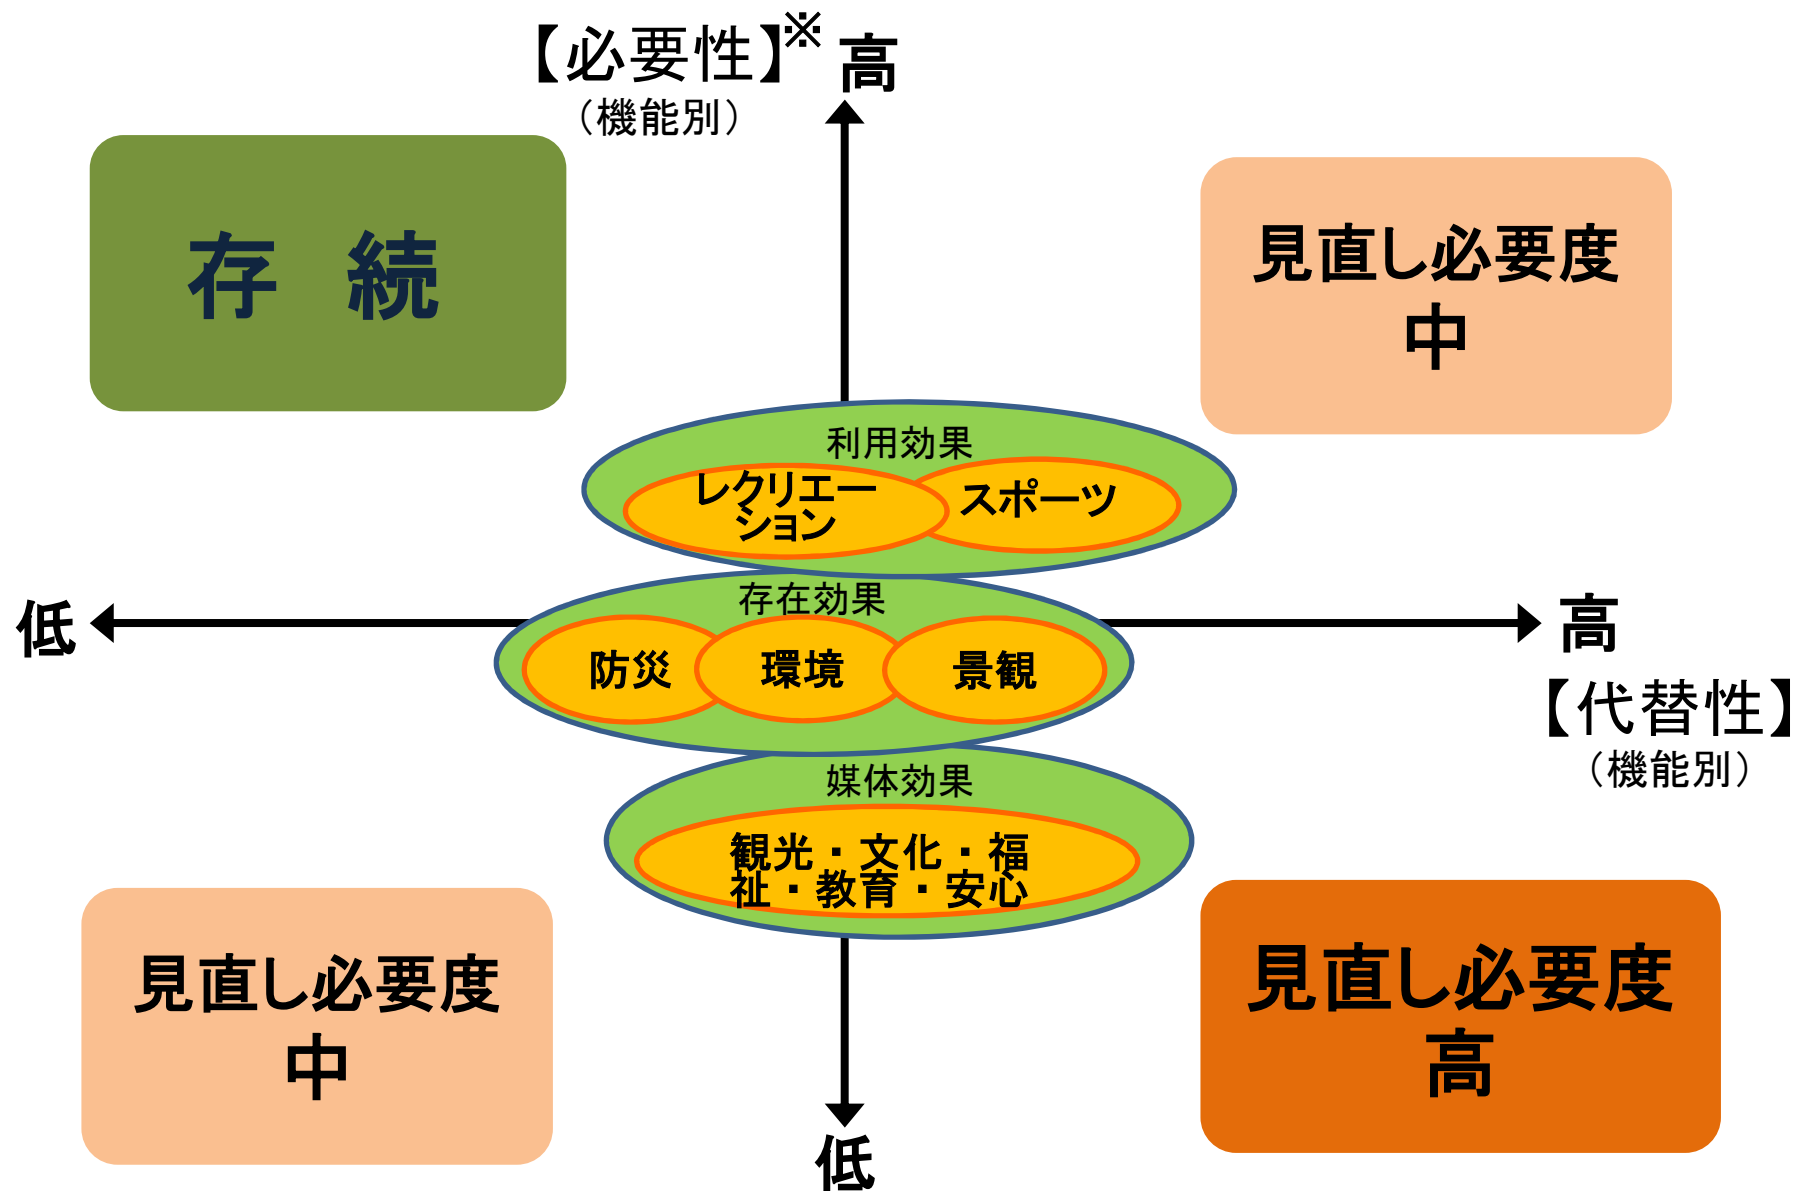 【必要性】※
高
（機能別）
存　続
見直し必要度
中
利用効果
レクリエー
ション
スポーツ
低
存在効果
防災
環境
景観
高
【代替性】
（機能別）
媒体効果
観光・文化・福
祉・教育・安心
見直し必要度
中
見直し必要度
高
低